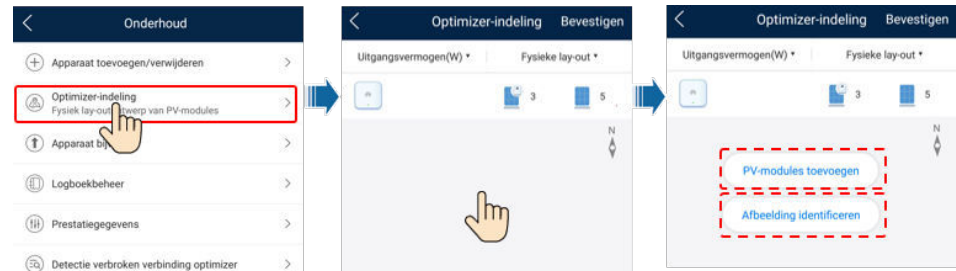 Onderhoud
Apparaat toevoegen/verwijderen
Optimizer-indeling
Fysiek lay-out twerp van PV-modules
Apparaat bij
Logboekbeheer
Prestatiegegevens
Detectie verbroken verbinding optimizer
Optimizer-indeling Bevestigen
Uitgangsvermogen(W) Fysieke lay-out
3 5
N
Optimizer-indeling Bevestigen
Uitgangsvermogen(W) Fysieke lay-out
3 5
N
PV-modules toevoegen
Afbeelding identificeren